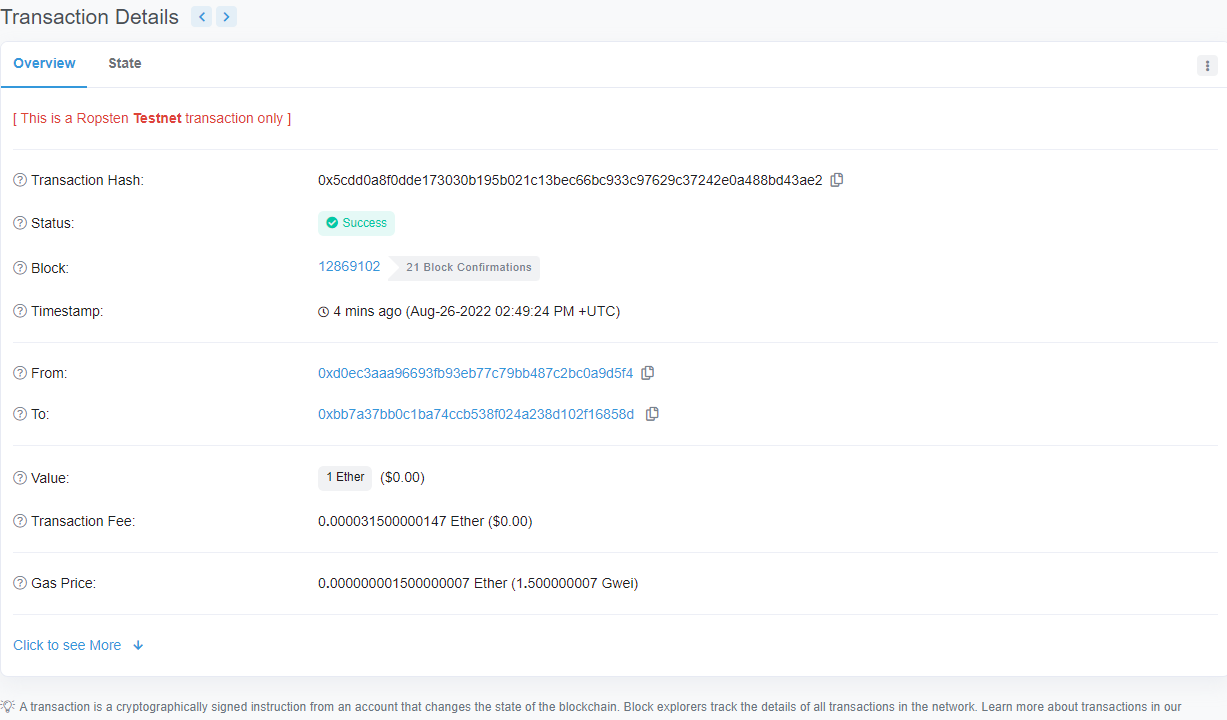 Transaction Details
Overview State
[ This is a Ropsten Testnet transaction only ]
Transaction Hash: 0x5cdd0a8f0dde173030b195b021c13bec66bc933c97629c37242e0a488bd43ae2
Status: Success
Block: 12869102 21 Block Confirmations
Timestamp: 4 mins ago (Aug-26-2022 02:49:24 PM +UTC)
From: 0xd0ec3aaa96693fb93eb77c79bb487c2bc0a9d5f4
To: 0xbb7a37bb0c1ba74ccb538f024a238d102f16858d
Value: 1 Ether ($0.00)
Transaction Fee: 0.000031500000147 Ether ($0.00)
Gas Price: 0.000000001500000007 Ether (1.500000007 Gwei)
Click to see More
A transaction is a cryptographically signed instruction from an account that changes the state of the blockchain. Block explorers track the details of all transactions in the network. Learn more about transactions in our